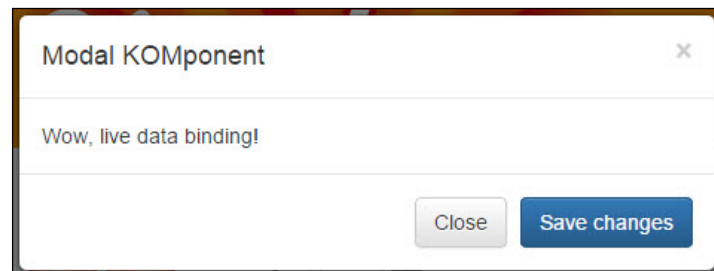 Modal KOMponent ×
Wow, live data binding!
Close Save changes